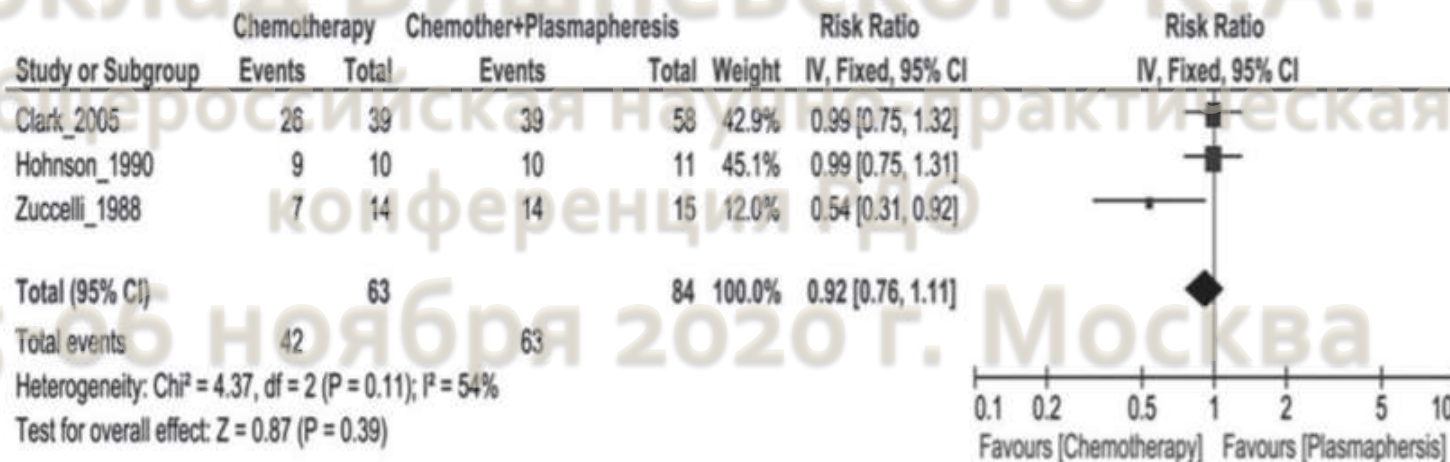 оклад Вишневского К.А.
Chemotherapy Chemother+Plasmapheresis Risk Ratio Risk Ratio
Study or Subgroup Events Total Events Total Weight IV, Fixed, 95% CI IV, Fixed, 95% CI
бщероссийская научно-практическая
Clark_2005 26 39 39 58 42.9% 0.99 [0.75, 1.32]
Hohnson_1990 9 10 10 11 45.1% 0.99 [0.75, 1.31]
конференция РДО
Zuccelli_1988 7 14 14 15 12.0% 0.54 [0.31, 0.92]
Total (95% CI) 63 84 100.0% 0.92 [0.76, 1.11]
06 ноября 2020 г. Москва
Total events 42 63
Heterogeneity: Chi² = 4.37, df = 2 (P = 0.11); I² = 54%
Test for overall effect: Z = 0.87 (P = 0.39)
0.1 0.2 0.5 1 2 5 10
Favours [Chemotherapy] Favours [Plasmaphersis]